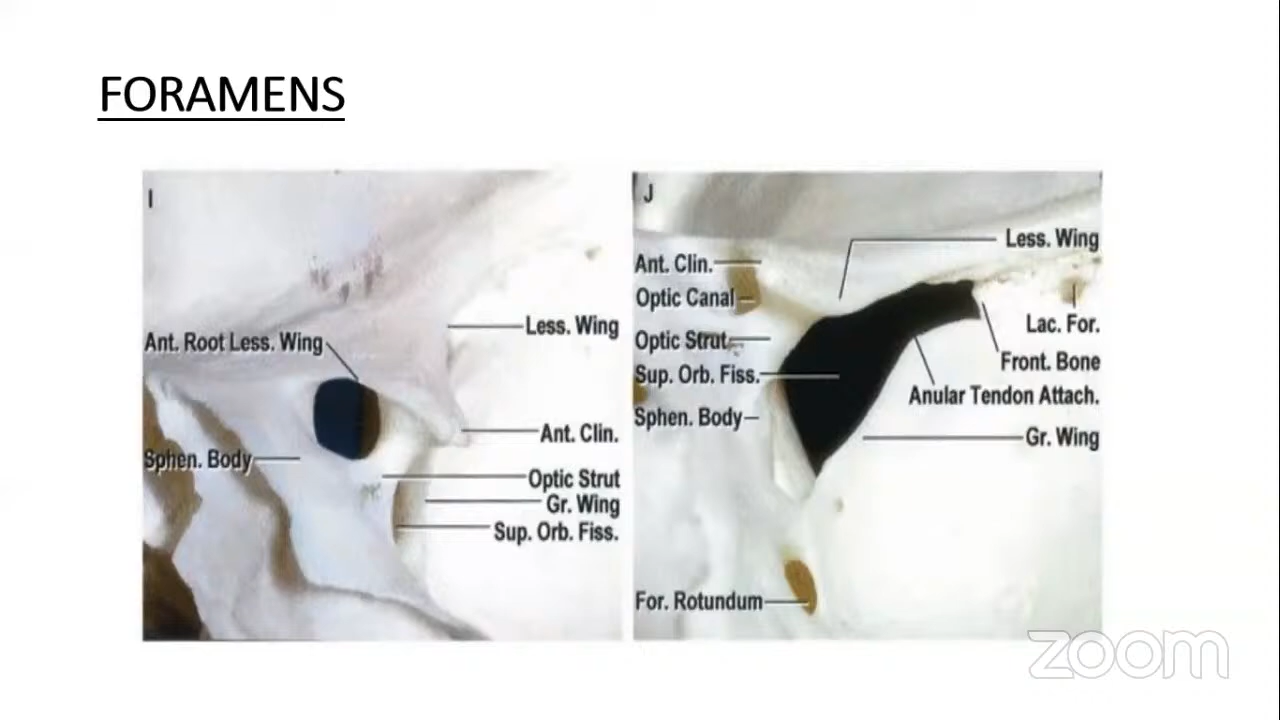 FORAMENS
I
Ant. Root Less. Wing
Less. Wing
Ant. Clin.
Sphen. Body
Optic Strut
Gr. Wing
Sup. Orb. Fiss.
J
Less. Wing
Ant. Clin.
Optic Canal
Lac. For.
Optic Strut
Front. Bone
Sup. Orb. Fiss.
Anular Tendon Attach.
Sphen. Body
Gr. Wing
For. Rotundum
zoom